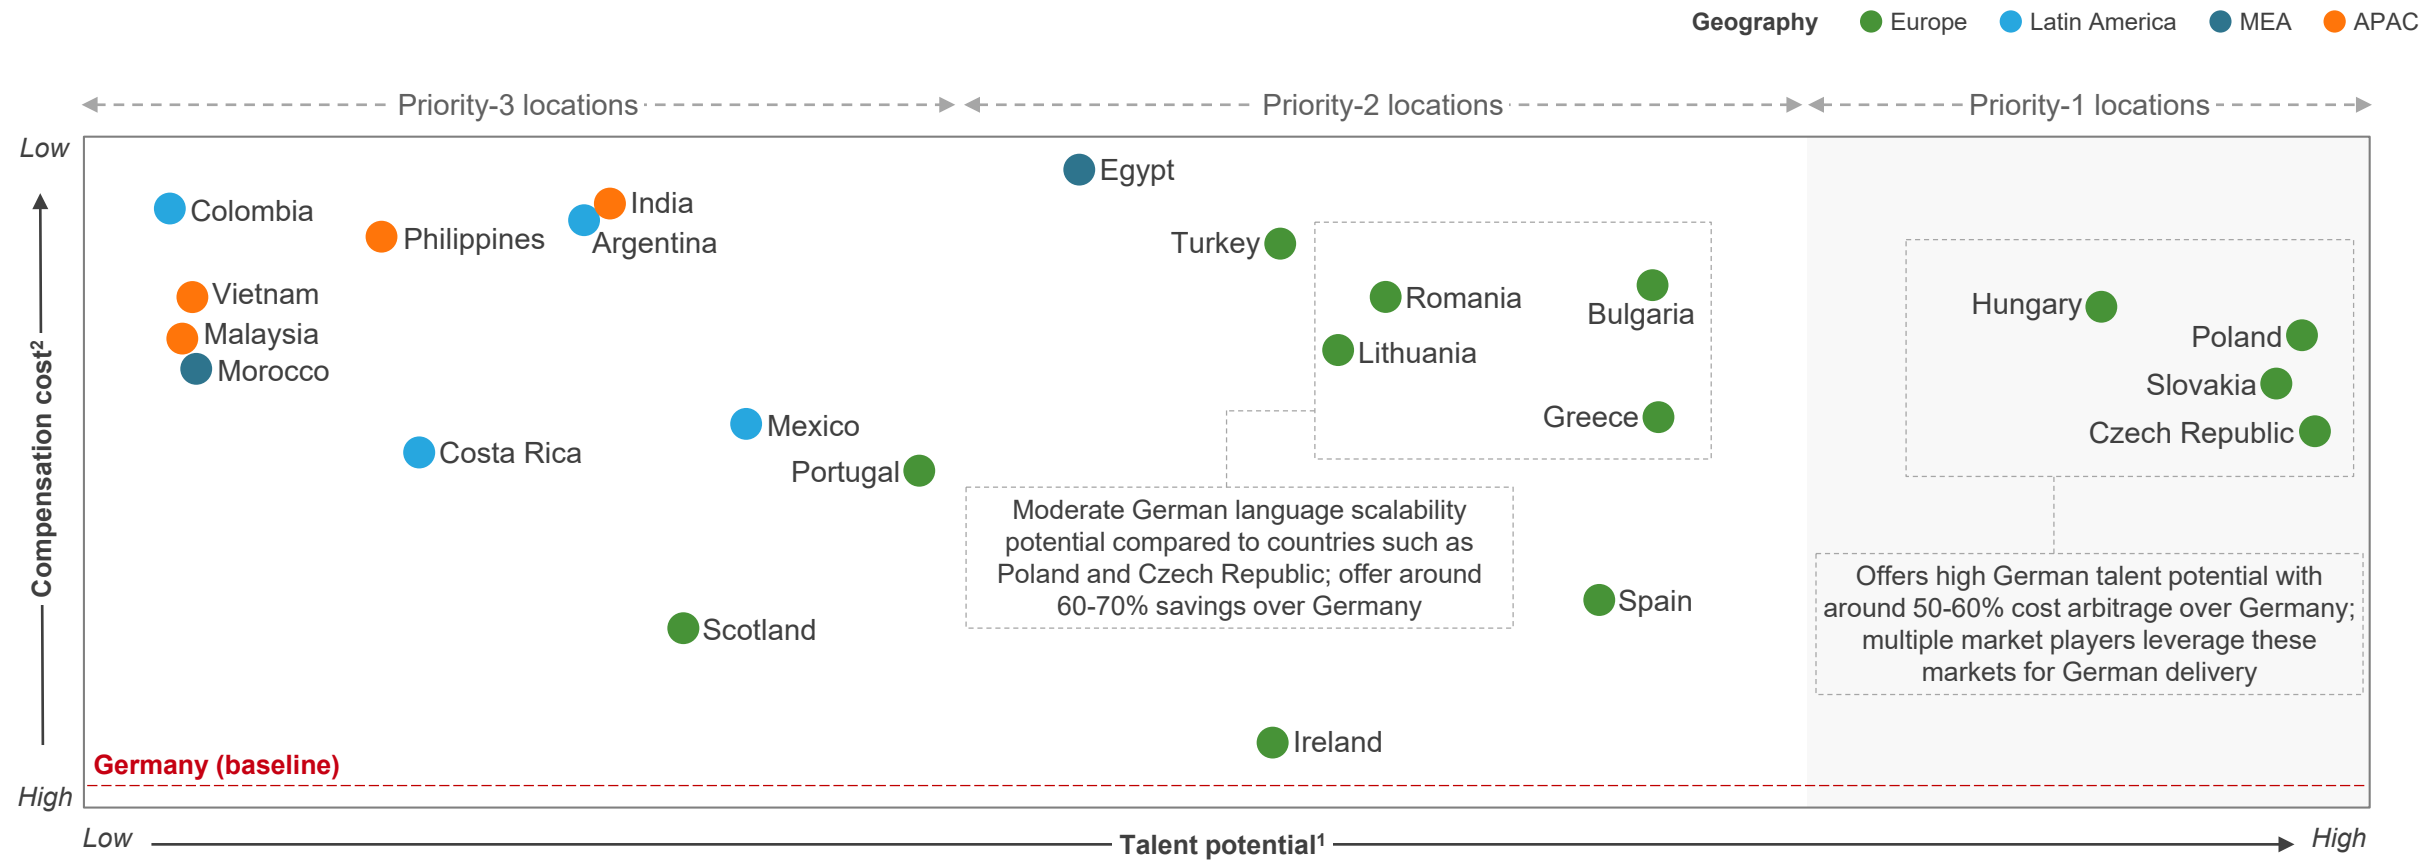 Geography Europe Latin America MEA APAC
Priority-3 locations Priority-2 locations Priority-1 locations
Low
Compensation cost²
High
Egypt
Colombia
India
Argentina
Philippines
Turkey
Vietnam
Romania
Bulgaria
Hungary
Malaysia
Poland
Morocco
Lithuania
Slovakia
Mexico
Greece
Czech Republic
Costa Rica
Portugal
Moderate German language scalability
potential compared to countries such as
Poland and Czech Republic; offer around
60-70% savings over Germany
Offers high German talent potential with
around 50-60% cost arbitrage over Germany;
multiple market players leverage these
markets for German delivery
Spain
Scotland
Ireland
Germany (baseline)
Low
Talent potential¹
High